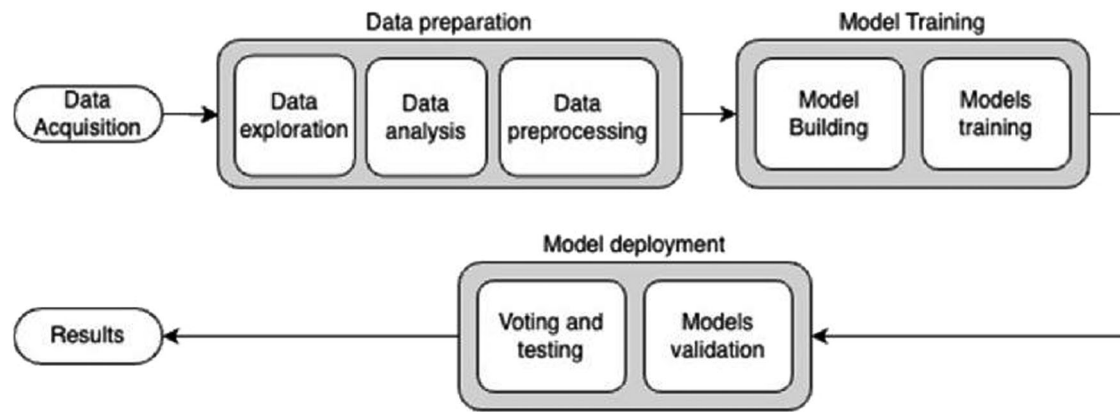 Data preparation
Model Training
Data
Acquisition
Data
exploration
Data
analysis
Data
preprocessing
Model
Building
Models
training
Model deployment
Results
Voting and
testing
Models
validation